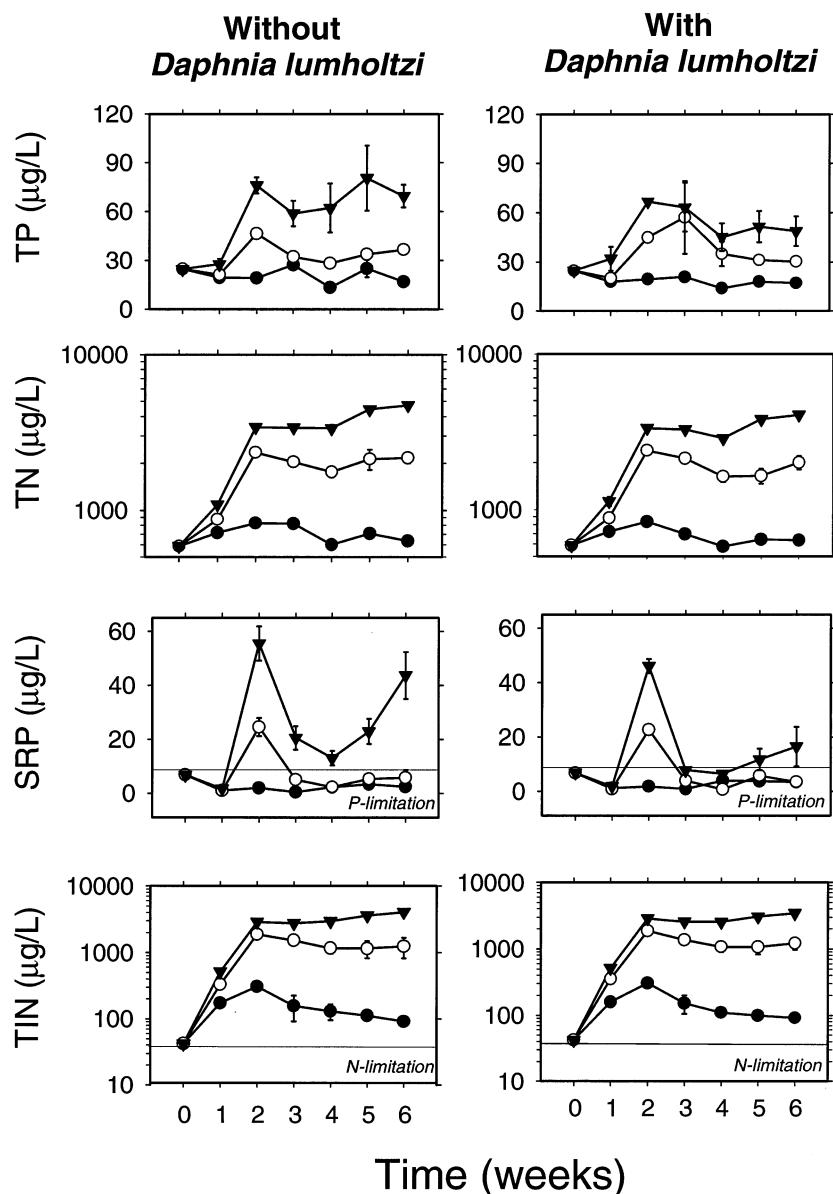 Without
Daphnia lumholtzi
With
Daphnia lumholtzi
TP (μg/L)
120
90
60
30
0
120
90
60
30
0
TN (μg/L)
10000
1000
10000
1000
SRP (μg/L)
60
40
20
0
P-limitation
60
40
20
0
P-limitation
TIN (μg/L)
10000
1000
100
10
N-limitation
10000
1000
100
10
N-limitation
0 1 2 3 4 5 6
0 1 2 3 4 5 6
Time (weeks)